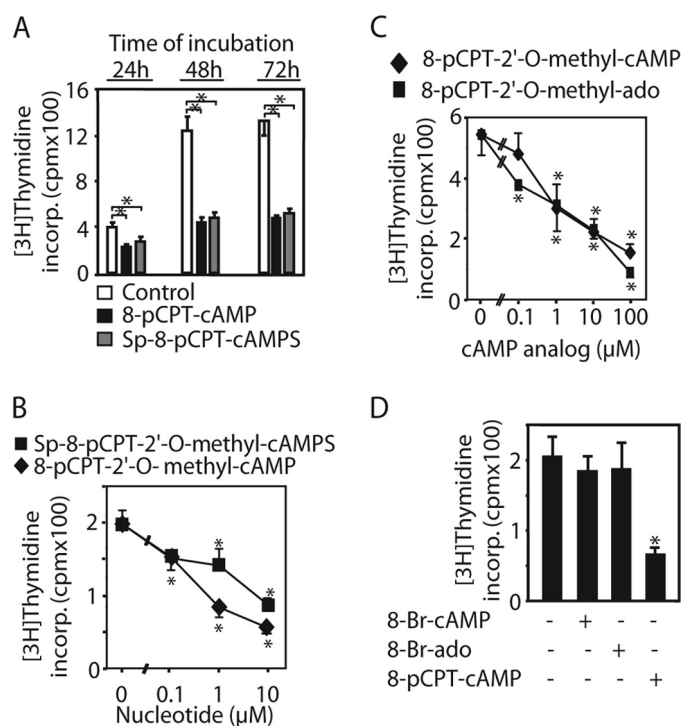 A
Time of incubation
24h 48h 72h
[3H]Thymidine
incorp. (cpmx100)
16
12
8
4
0
* * * * * *
Control
8-pCPT-cAMP
Sp-8-pCPT-cAMPS
B
Sp-8-pCPT-2'-O-methyl-cAMPS
8-pCPT-2'-O- methyl-cAMP
[3H]Thymidine
incorp. (cpmx100)
2
1
0
* * * * *
0 0.1 1 10
Nucleotide (μM)
C
8-pCPT-2'-O-methyl-cAMP
8-pCPT-2'-O-methyl-ado
[3H]Thymidine
incorp. (cpmx100)
6
4
2
0
* * * * * * *
0 0.1 1 10 100
cAMP analog (μM)
D
[3H]Thymidine
incorp. (cpmx100)
2
1
0
*
8-Br-cAMP - + - -
8-Br-ado - - + -
8-pCPT-cAMP - - - +